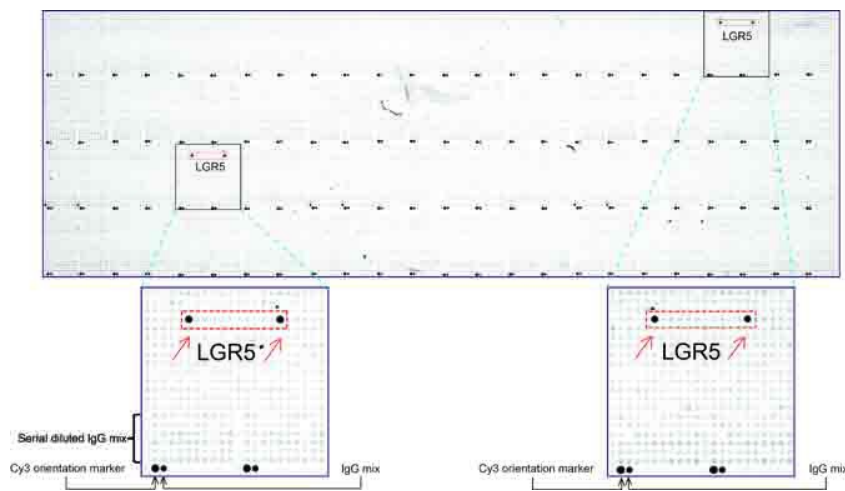 LGR5
LGR5
LGR5
LGR5
Serial diluted IgG mix
Cy3 orientation marker
IgG mix
Cy3 orientation marker
IgG mix